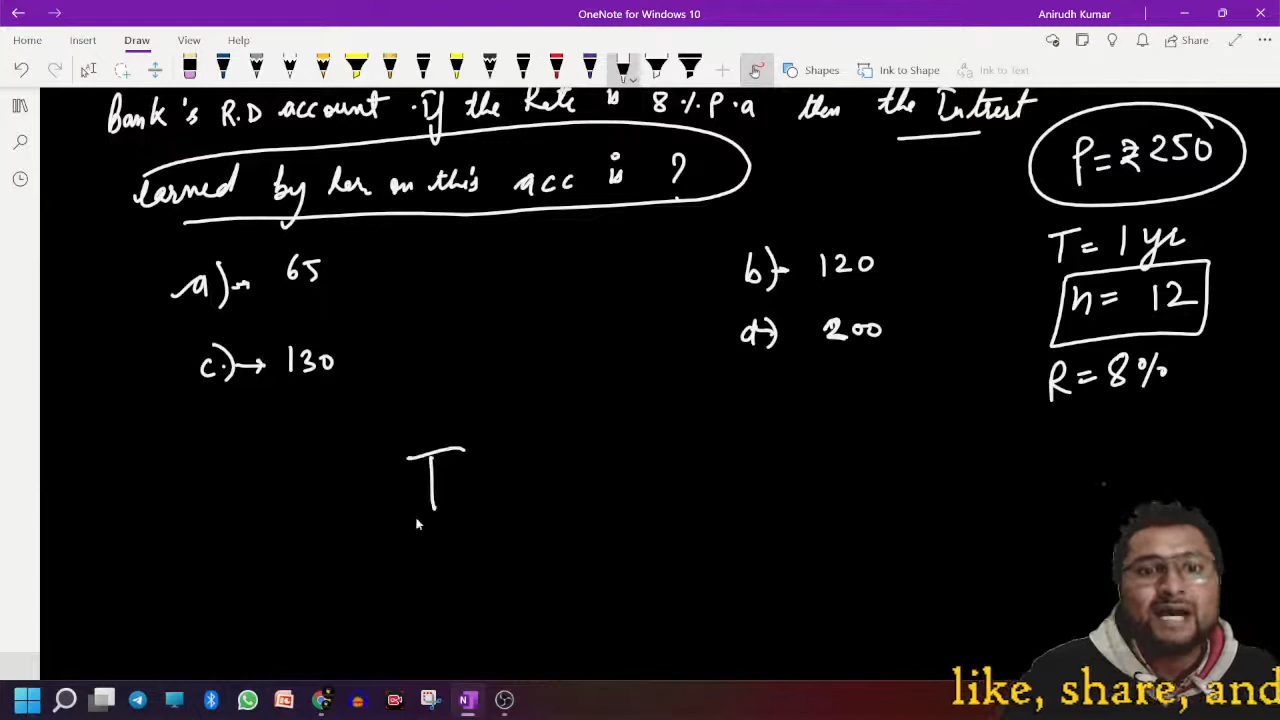 OneNote for Windows 10
Anirudh Kumar
Home Insert Draw View Help
Share
Shapes Ink to Shape Ink to Text
Bank's R.D account. If the Rate is 8%.P.a then the Intrest
earned by her on this acc is ?
P = ₹ 250
T = 1 yr
n = 12
R = 8%
a) → 65
b) → 120
c.) → 130
d) → 200
T
like, share, and